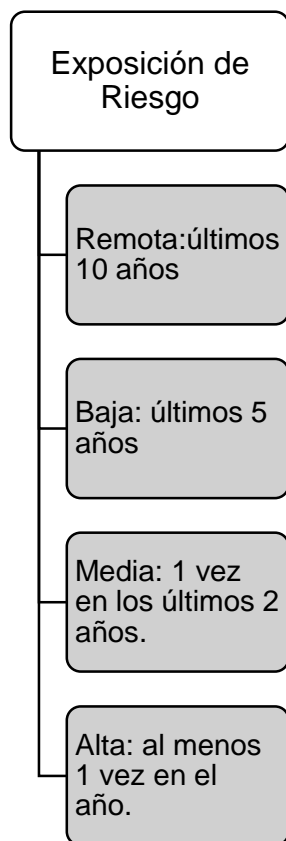 Exposición de
Riesgo
Remota:últimos
10 años
Baja: últimos 5
años
Media: 1 vez
en los últimos 2
años.
Alta: al menos
1 vez en el
año.